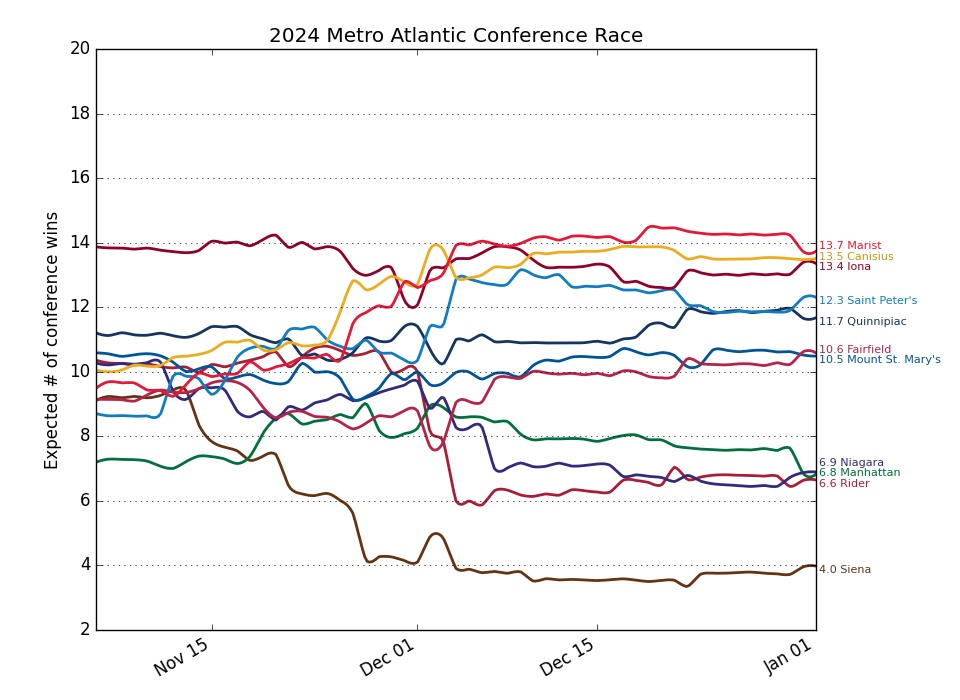 2024 Metro Atlantic Conference Race
Expected # of conference wins
20
18
16
14
12
10
8
6
4
2
13.7 Marist
13.5 Canisius
13.4 Iona
12.3 Saint Peter's
11.7 Quinnipiac
10.6 Fairfield
10.5 Mount St. Mary's
6.9 Niagara
6.8 Manhattan
6.6 Rider
4.0 Siena
Nov 15
Dec 01
Dec 15
Jan 01